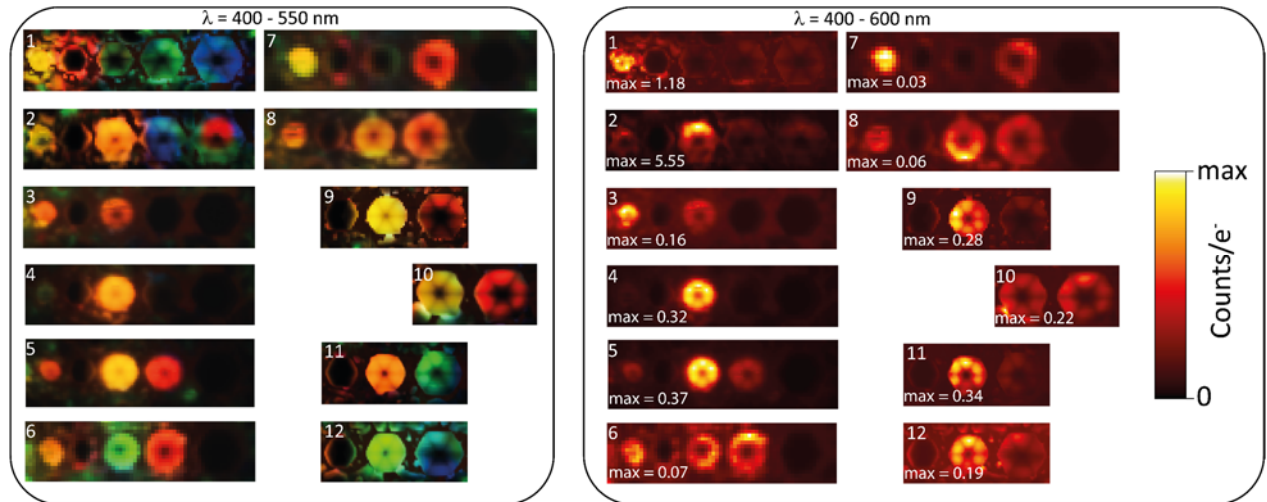 λ = 400 - 550 nm
1
7
2
8
3
9
4
10
5
11
6
12
λ = 400 - 600 nm
1
max = 1.18
7
max = 0.03
2
max = 5.55
8
max = 0.06
3
max = 0.16
9
max = 0.28
4
max = 0.32
10
max = 0.22
5
max = 0.37
11
max = 0.34
6
max = 0.07
12
max = 0.19
max
Counts/e⁻
0